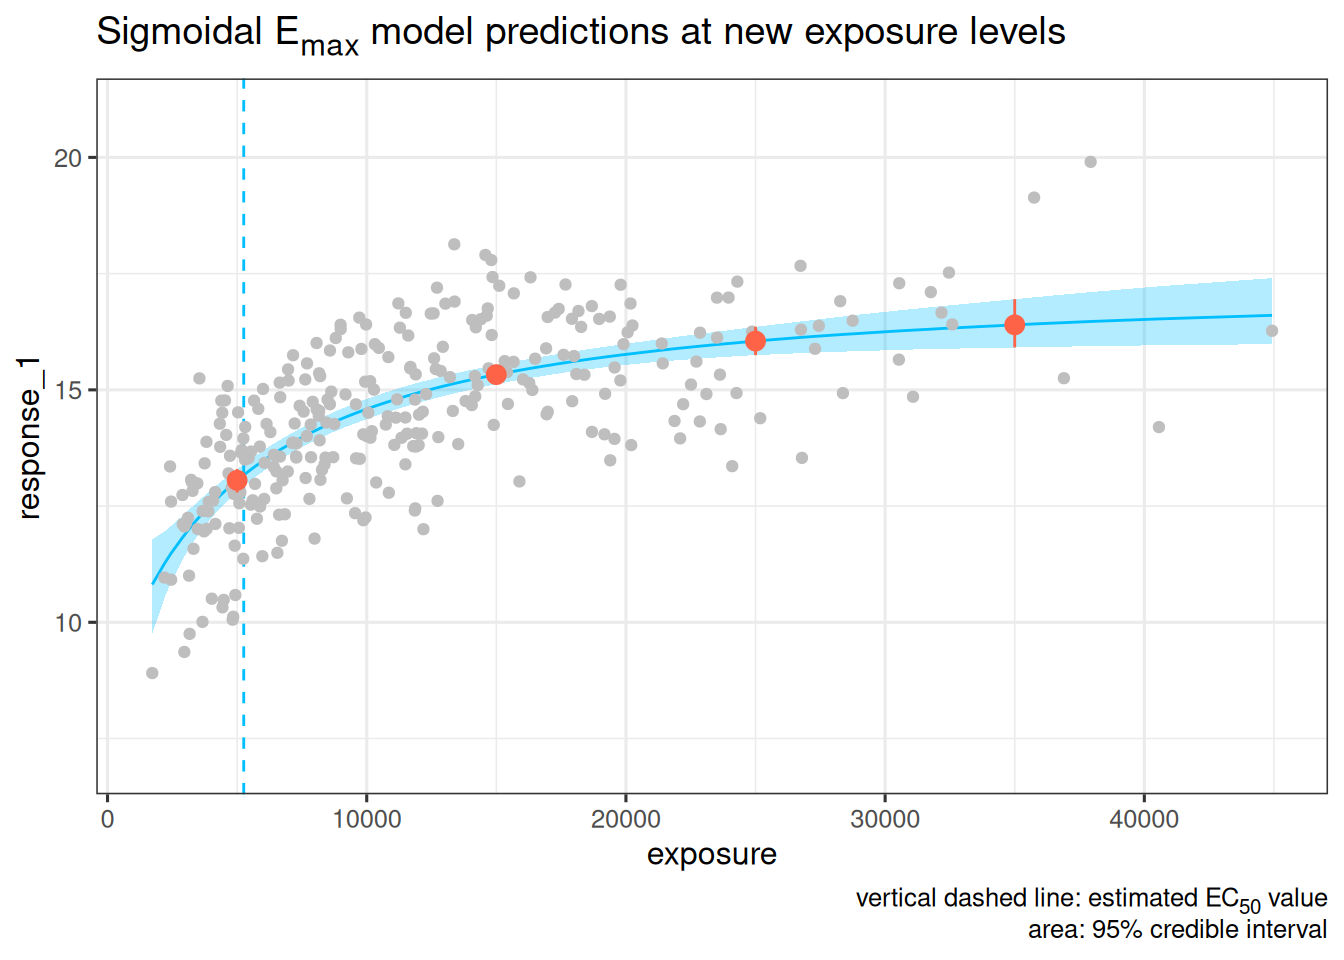 Sigmoidal Emax model predictions at new exposure levels
20
15
10
response_1
0 10000 20000 30000 40000
exposure
vertical dashed line: estimated EC50 value
area: 95% credible interval